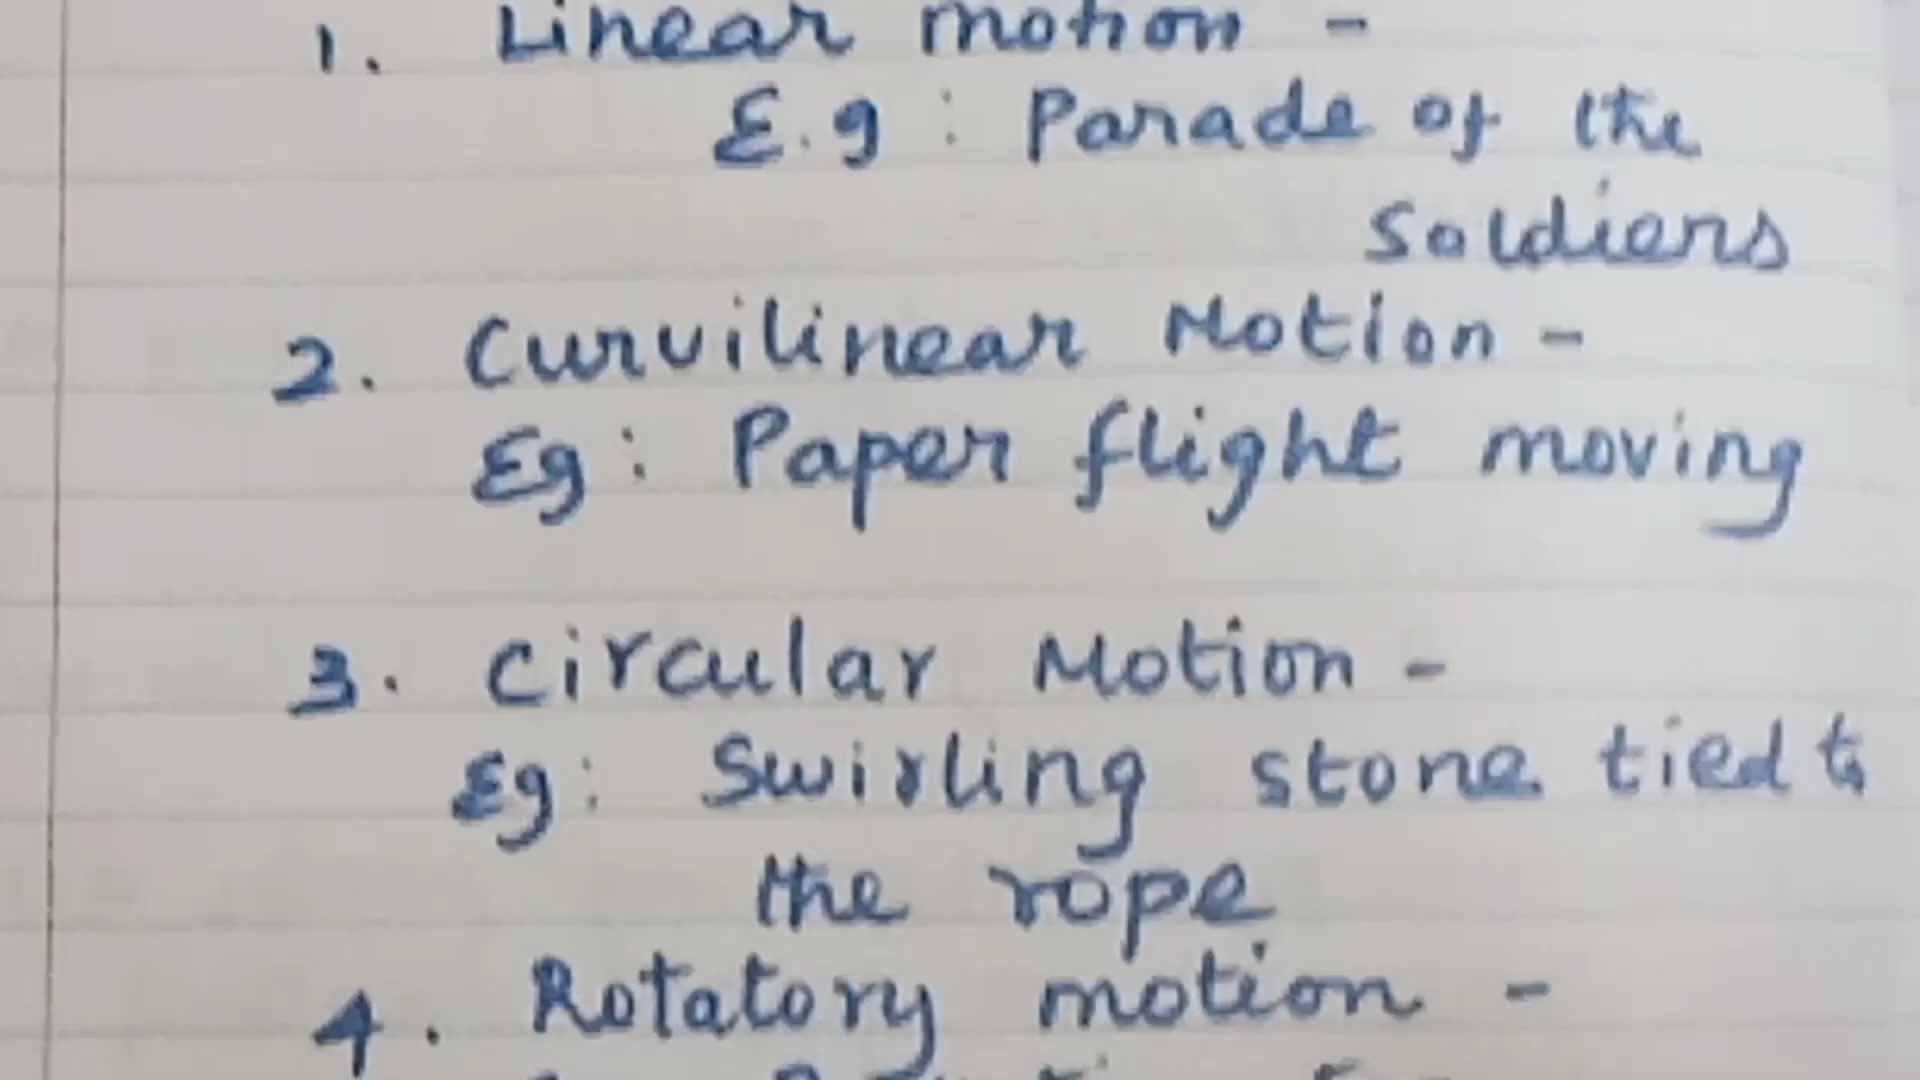 1. Linear motion -
E.g : Parade of the
Soldiers
2. Curvilinear Motion -
Eg : Paper flight moving
3. Circular Motion -
Eg : Swirling stone tied to
the rope
4. Rotatory motion -